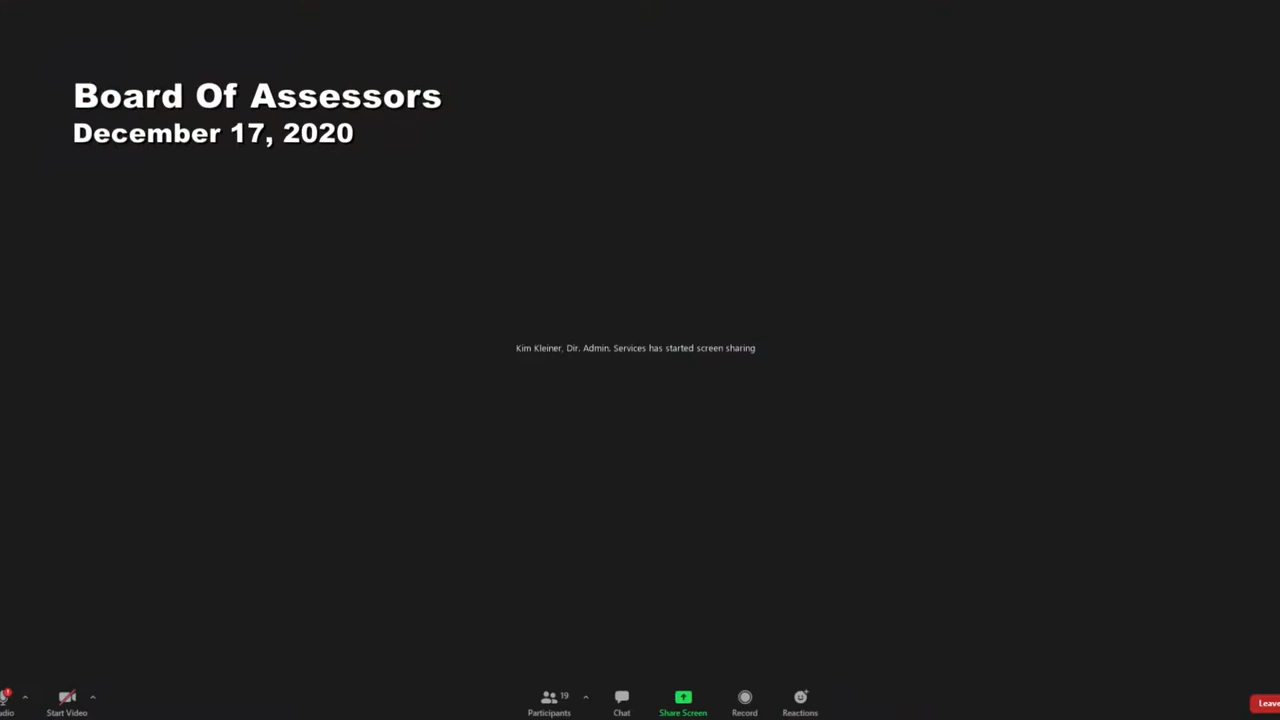 Board Of Assessors
December 17, 2020
Kim Kleiner, Dir. Admin. Services has started screen sharing
19
Start Video
Participants
Chat
Share Screen
Record
Reactions